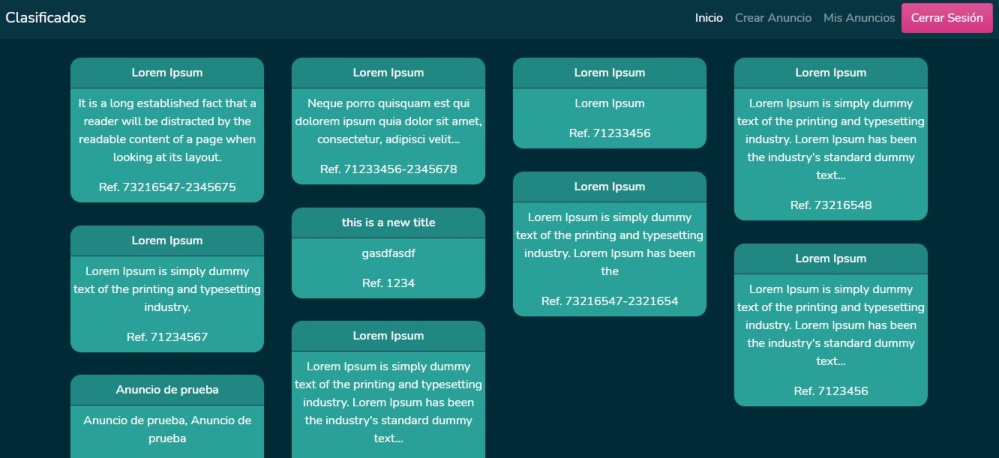 Clasificados
Inicio
Crear Anuncio
Mis Anuncios
Cerrar Sesión
Lorem Ipsum
It is a long established fact that a
reader will be distracted by the
readable content of a page when
looking at its layout.
Ref. 73216547-2345675
Lorem Ipsum
Lorem Ipsum is simply dummy
text of the printing and typesetting
industry.
Ref. 71234567
Anuncio de prueba
Anuncio de prueba, Anuncio de
prueba
Lorem Ipsum
Neque porro quisquam est qui
dolorem ipsum quia dolor sit amet,
consectetur, adipisci velit...
Ref. 71233456-2345678
this is a new title
gasdfasdf
Ref. 1234
Lorem Ipsum
Lorem Ipsum is simply dummy
text of the printing and typesetting
industry. Lorem Ipsum has been
the industry's standard dummy
text...
Lorem Ipsum
Lorem Ipsum
Ref. 71233456
Lorem Ipsum
Lorem Ipsum is simply dummy
text of the printing and typesetting
industry. Lorem Ipsum has been
the
Ref. 73216547-2321654
Lorem Ipsum
Lorem Ipsum is simply dummy
text of the printing and typesetting
industry. Lorem Ipsum has been
the industry's standard dummy
text...
Ref. 73216548
Lorem Ipsum
Lorem Ipsum is simply dummy
text of the printing and typesetting
industry. Lorem Ipsum has been
the industry's standard dummy
text...
Ref. 7123456